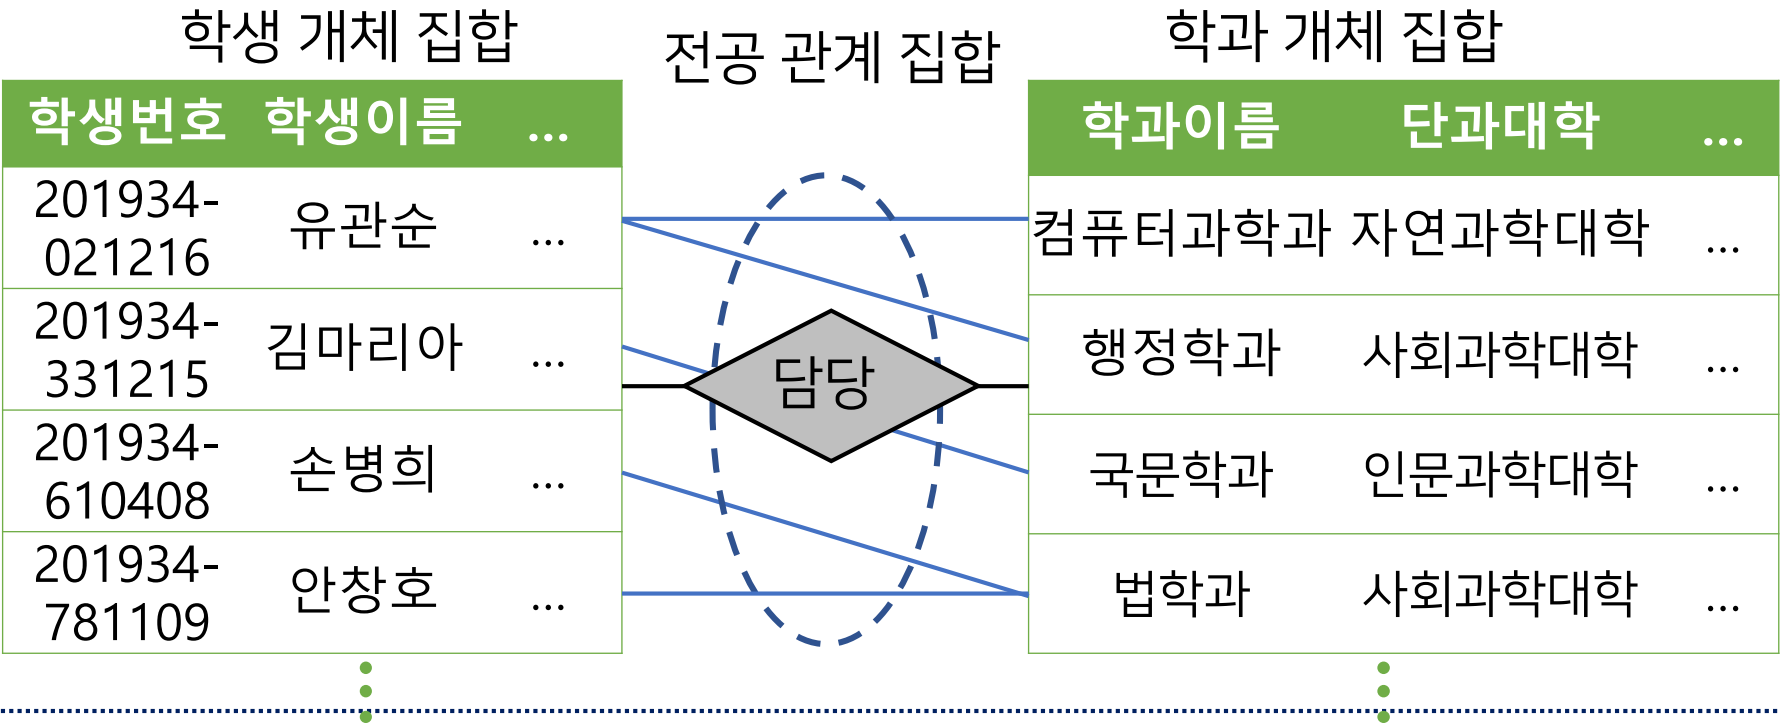 학생 개체 집합
전공 관계 집합
학과 개체 집합
학생번호 학생이름 ...
201934-
021216 유관순 ...
201934-
331215 김마리아 ...
201934-
610408 손병희 ...
201934-
781109 안창호 ...
담당
학과이름 단과대학 ...
컴퓨터과학과 자연과학대학 ...
행정학과 사회과학대학 ...
국문학과 인문과학대학 ...
법학과 사회과학대학 ...